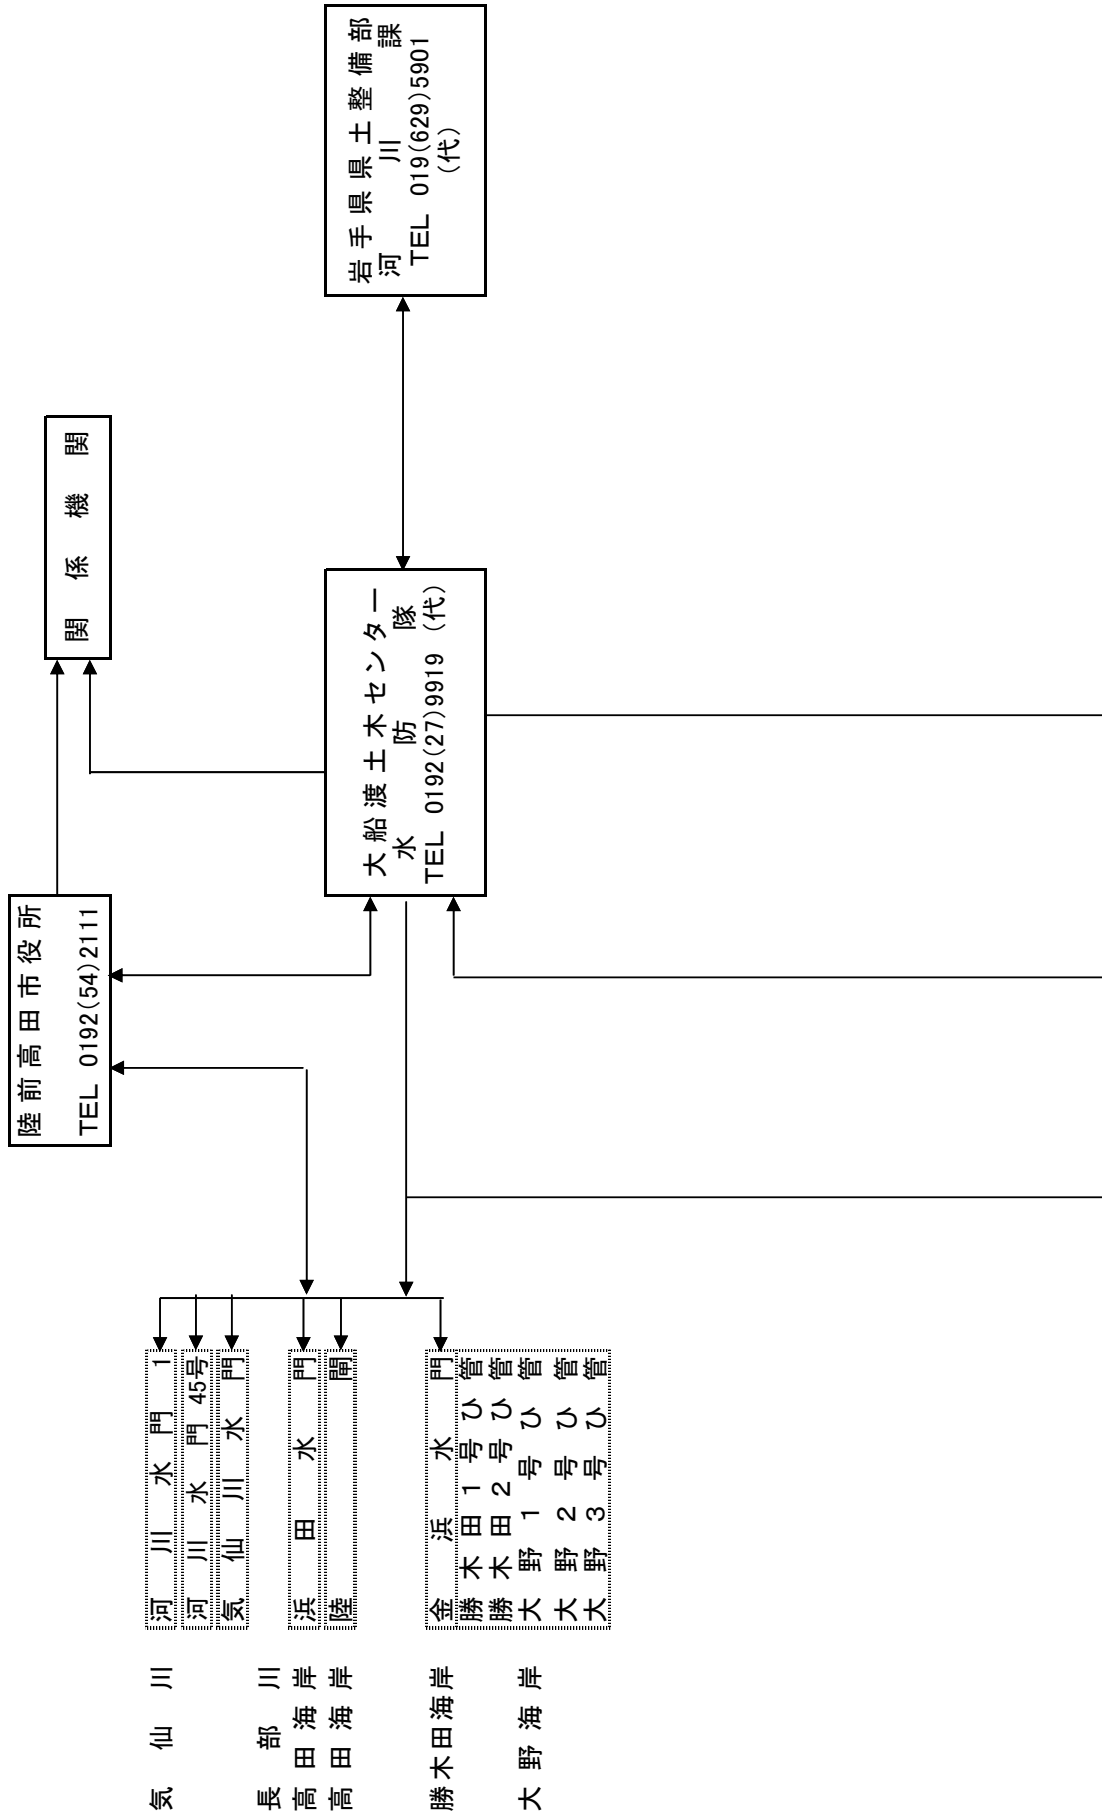 岩手県県土整備部
河川課
TEL 019(629)5901
(代)
関係機関
大船渡土木センター
水防隊
TEL 0192(27)9919 (代)
陸前高田市役所
TEL 0192(54)2111
気仙川
河川水門1
河川水門45号
気仙川水門
長部川
高田海岸
浜田水門
高田海岸
陸閘
勝木田海岸
金浜水門
勝木田1号ひ管
勝木田2号ひ管
大野海岸
大野1号ひ管
大野2号ひ管
大野3号ひ管